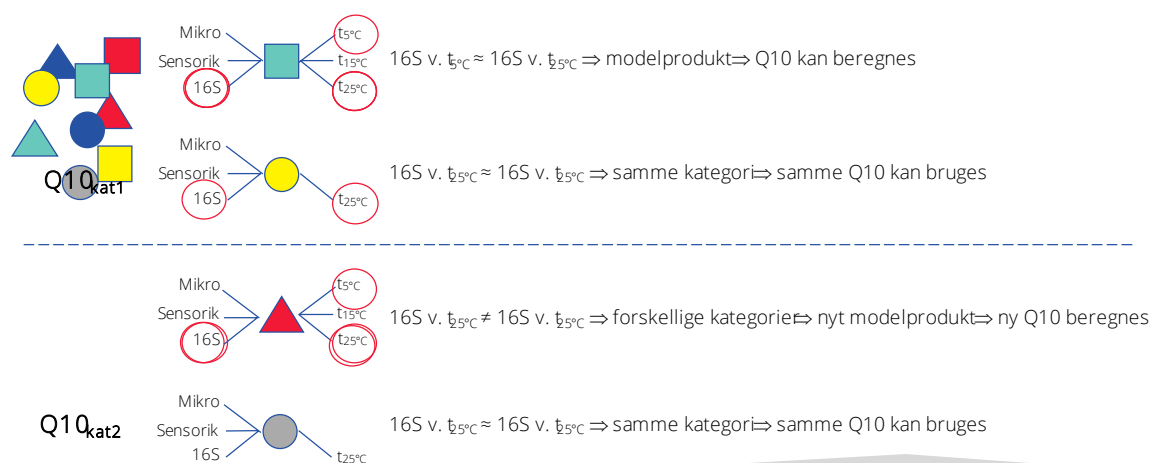 Mikro
Sensorik
16S
t5°C
t15°C
t25°C
16S v. t5°C ≈ 16S v. t25°C ⇒ modelprodukt ⇒ Q10 kan beregnes
Mikro
Sensorik
16S
t25°C
16S v. t25°C ≈ 16S v. t25°C ⇒ samme kategori ⇒ samme Q10 kan bruges
Q10kat1
Mikro
Sensorik
16S
t5°C
t15°C
t25°C
16S v. t25°C ≠ 16S v. t25°C ⇒ forskellige kategorier ⇒ nyt modelprodukt ⇒ ny Q10 beregnes
Q10kat2
Mikro
Sensorik
16S
t25°C
16S v. t25°C ≈ 16S v. t25°C ⇒ samme kategori ⇒ samme Q10 kan bruges